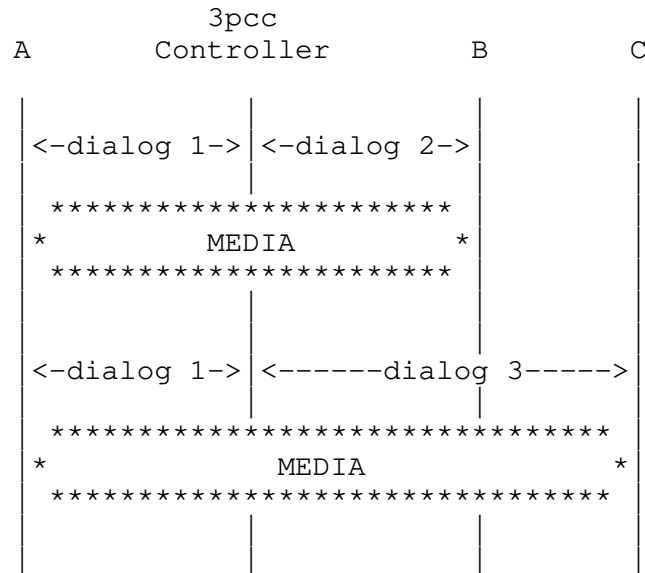 3pcc
A Controller B C
| | | |
|<-dialog 1->|<-dialog 2->| |
| | | |
| *********************** | |
|* MEDIA *| |
| *********************** | |
| | | |
| | | |
|<-dialog 1->|<------dialog 3----->|
| | | |
| ******************************** |
|* MEDIA *|
| ******************************** |
| | | |
| | | |